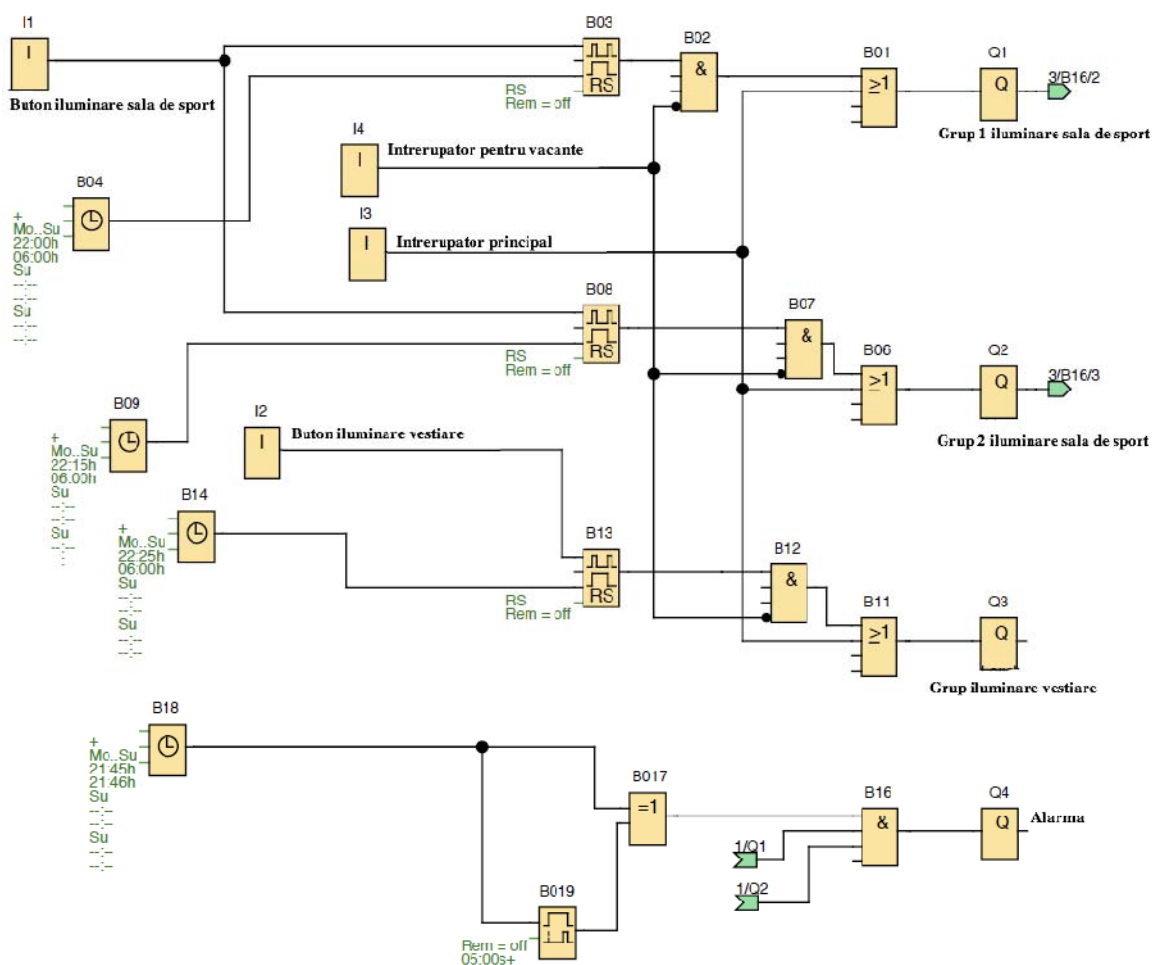 I1
I
Buton iluminare sala de sport
B03
RS
RS
Rem = off
B02
&
B01
≥1
Q1
Q
3/B16/2
Grup 1 iluminare sala de sport
I4
I
Intrerupator pentru vacante
B04
+
Mo..Su
22:00h
06:00h
Su
--:--
--:--
Su
--:--
--:--
I3
I
Intrerupator principal
B08
RS
RS
Rem = off
B07
&
B06
≥1
Q2
Q
3/B16/3
Grup 2 iluminare sala de sport
B09
+
Mo..Su
22:15h
06:00h
Su
--:--
--:--
Su
--:--
I2
I
Buton iluminare vestiare
B14
+
Mo..Su
22:25h
06:00h
Su
--:--
--:--
Su
--:--
--:--
B13
RS
RS
Rem = off
B12
&
B11
≥1
Q3
Q
Grup iluminare vestiare
B18
+
Mo..Su
21:45h
21:46h
Su
--:--
--:--
Su
--:--
--:--
B017
=1
B16
&
Q4
Q
Alarma
1/Q1
1/Q2
B019
Rem = off
05:00s+